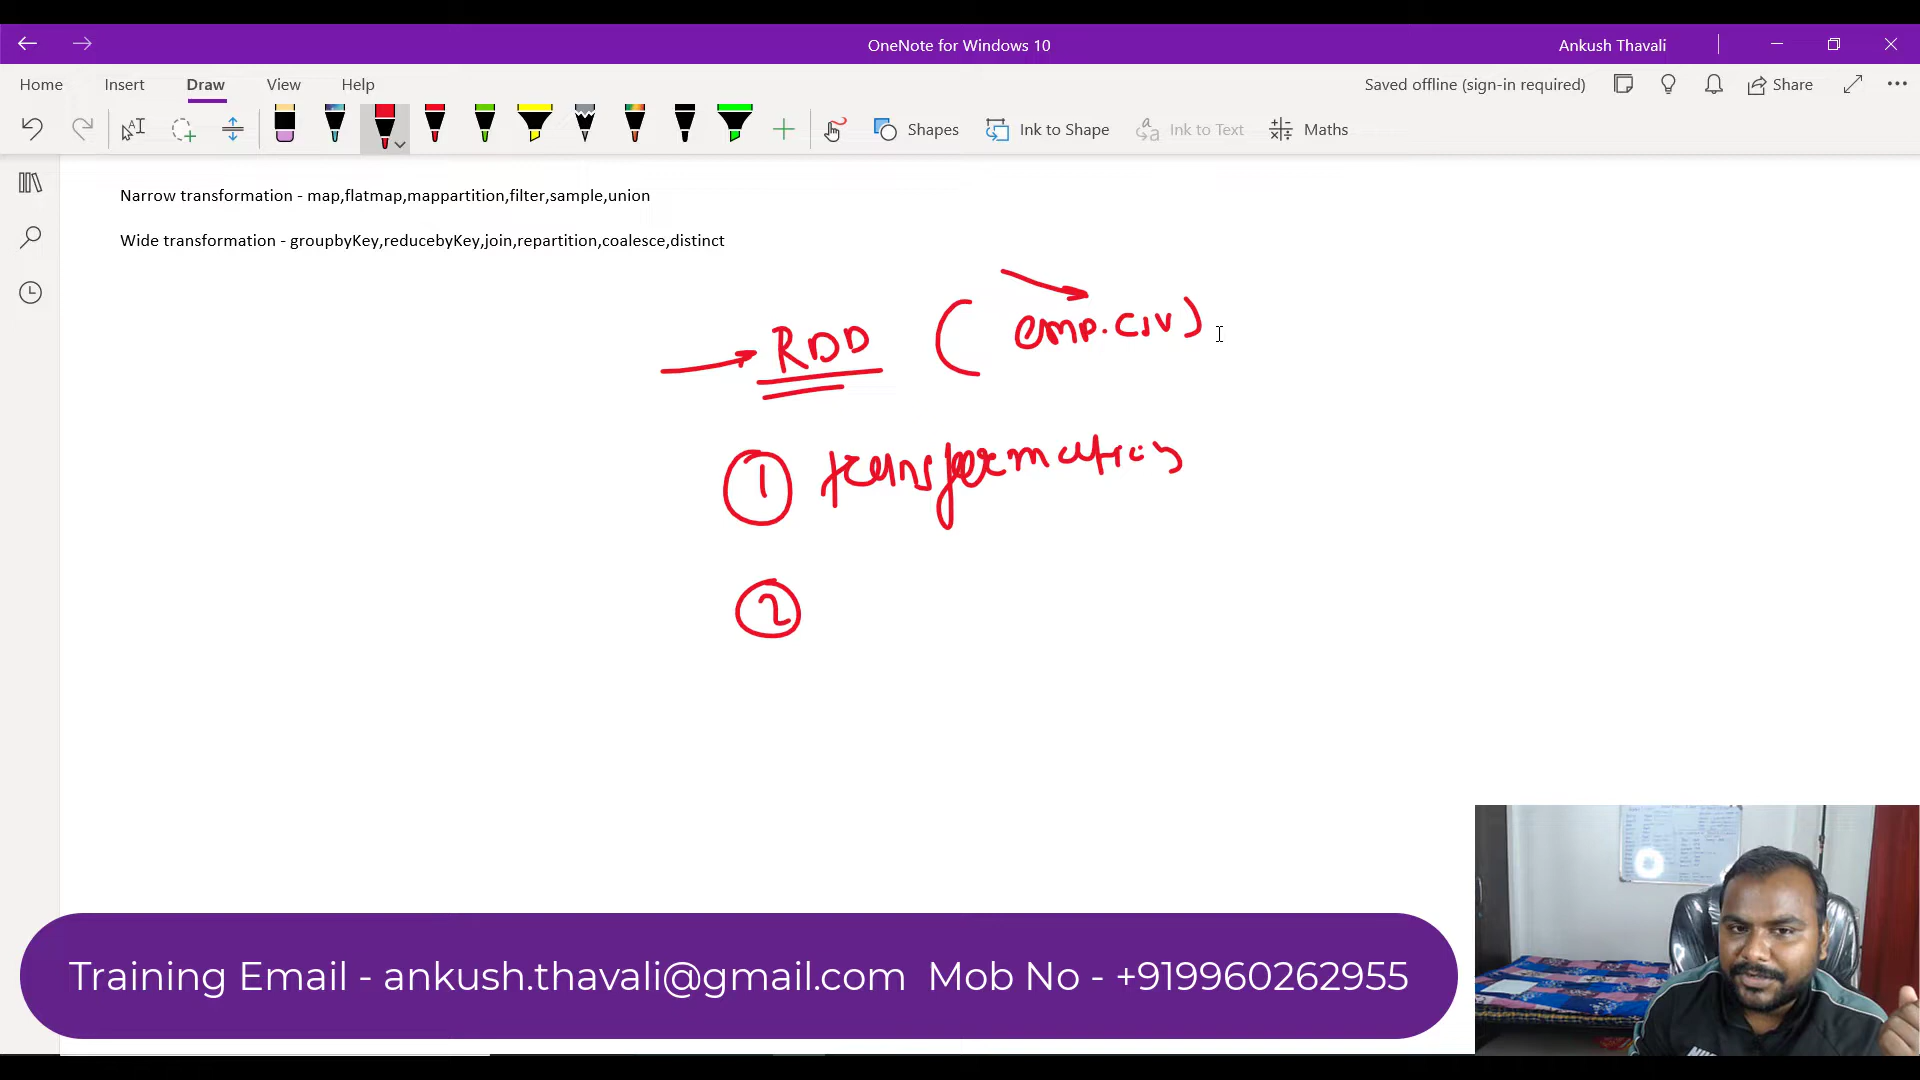 OneNote for Windows 10
Ankush Thavali
Home Insert Draw View Help
Saved offline (sign-in required)
Share
Shapes
Ink to Shape
Ink to Text
Maths
Narrow transformation - map,flatmap,mappartition,filter,sample,union
Wide transformation - groupbyKey,reducebyKey,join,repartition,coalesce,distinct
RDD ( emp.csv)
1 transformations
2
Training Email - ankush.thavali@gmail.com Mob No - +919960262955